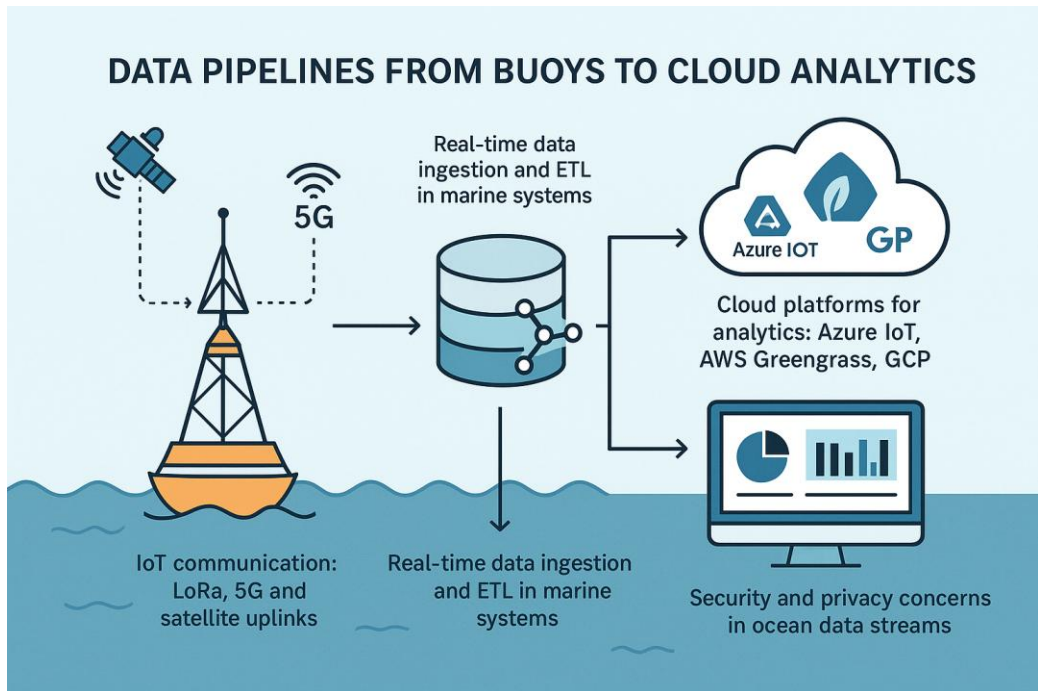 DATA PIPELINES FROM BUOYS TO CLOUD ANALYTICS
5G
Real-time data
ingestion and ETL
in marine systems
Azure IOT
GP
Cloud platforms for
analytics: Azure IoT,
AWS Greengrass, GCP
IoT communication:
LoRa, 5G and
satellite uplinks
Real-time data ingestion
and ETL in marine
systems
Security and privacy concerns
in ocean data streams